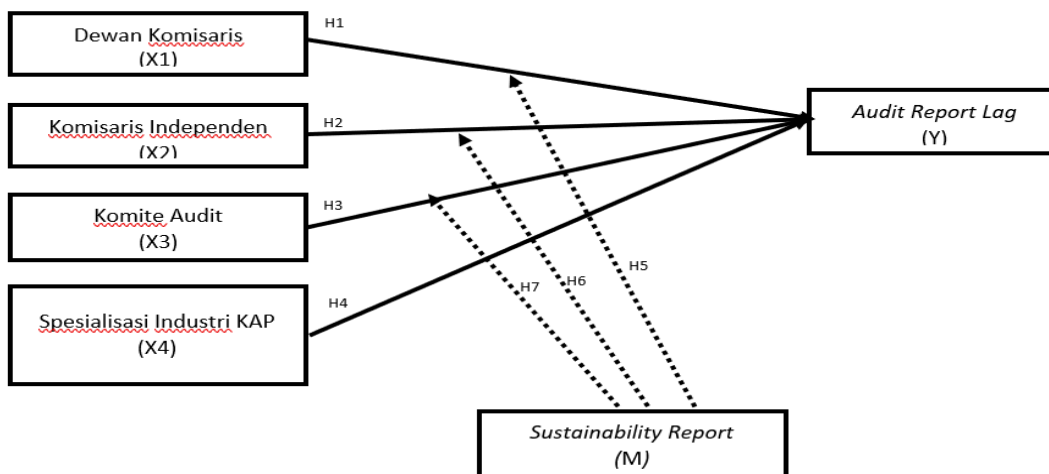 H1
Dewan Komisaris
(X1)
Komisaris Independen
(X2)
H2
Komite Audit
(X3)
H3
Spesialisasi Industri KAP
(X4)
H4
Audit Report Lag
(Y)
H5
H6
H7
Sustainability Report
(M)